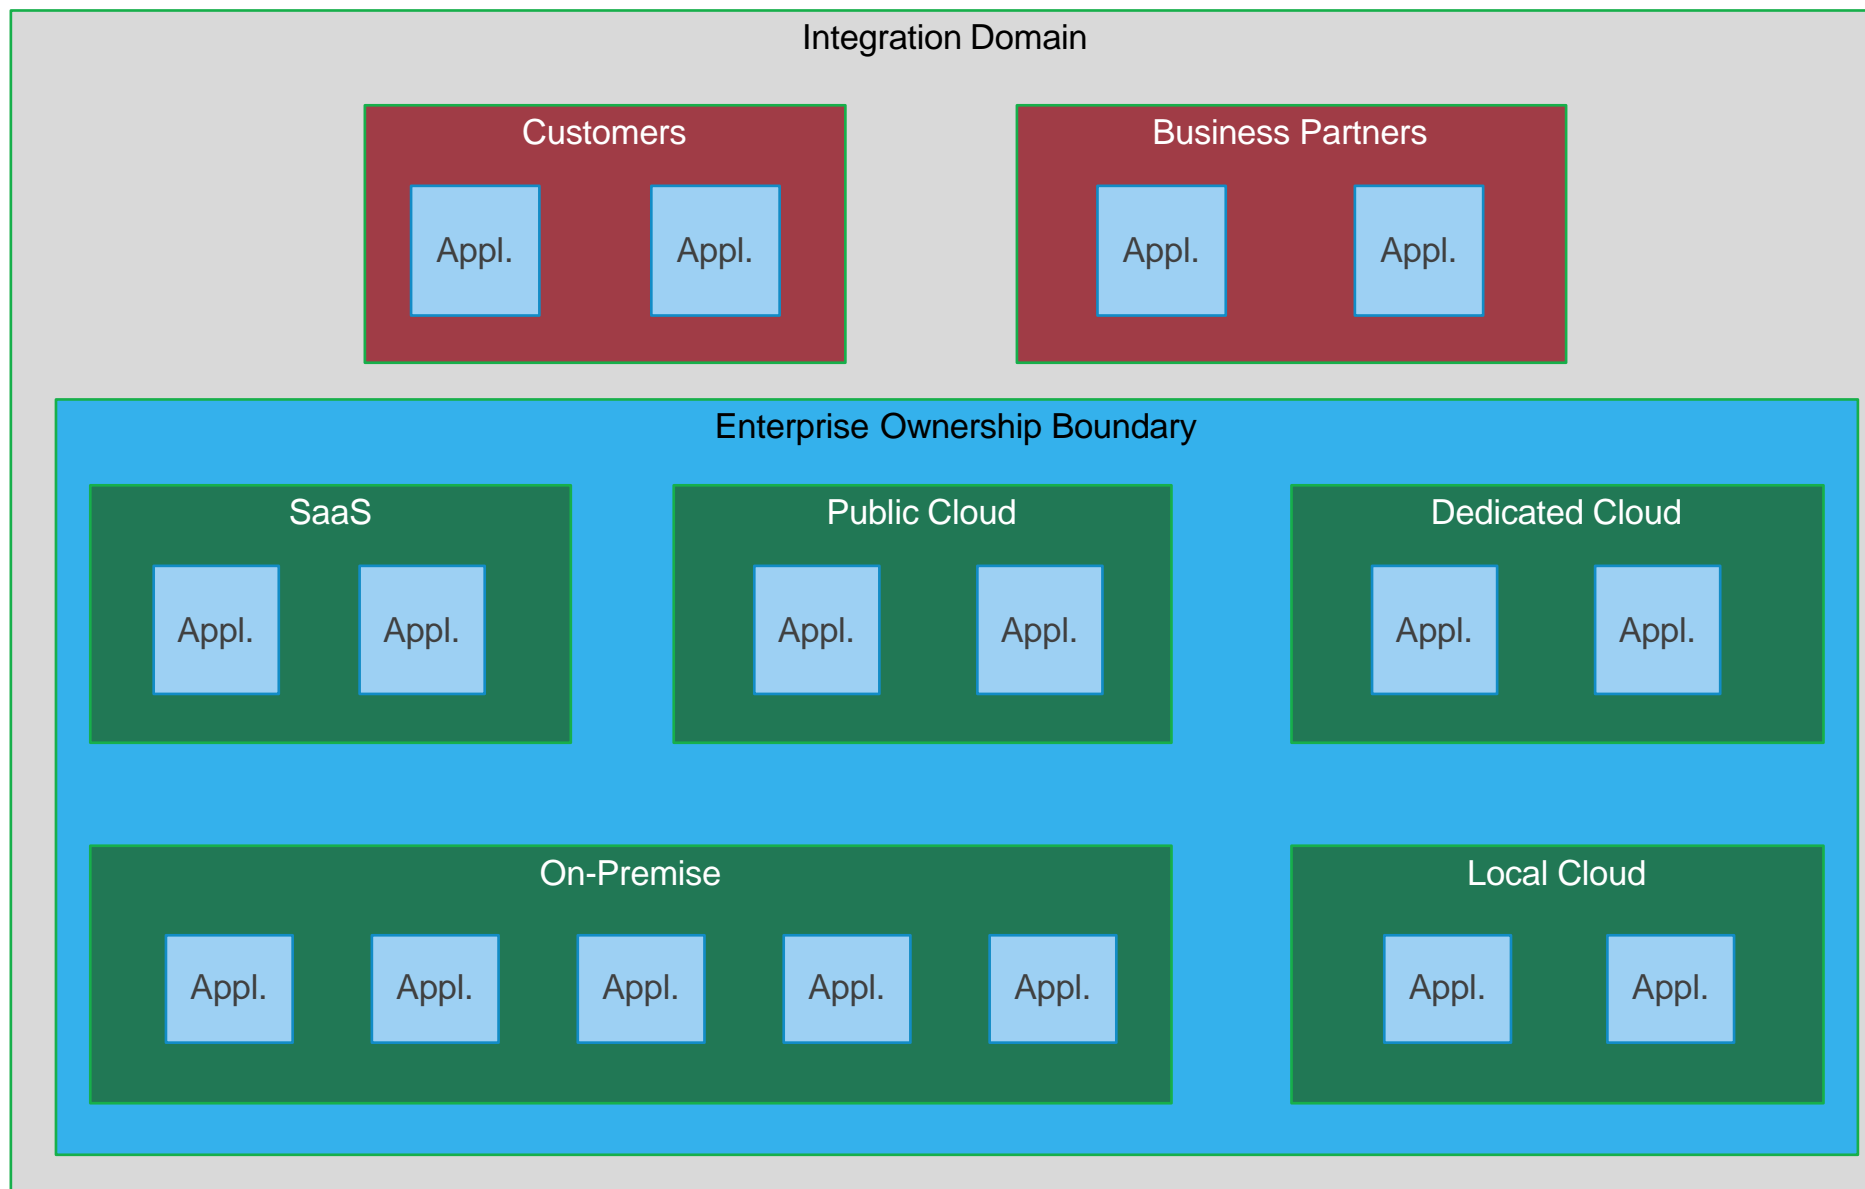 Integration Domain
Customers
Business Partners
Appl.
Appl.
Appl.
Appl.
Enterprise Ownership Boundary
SaaS
Public Cloud
Dedicated Cloud
Appl.
Appl.
Appl.
Appl.
Appl.
Appl.
On-Premise
Local Cloud
Appl.
Appl.
Appl.
Appl.
Appl.
Appl.
Appl.